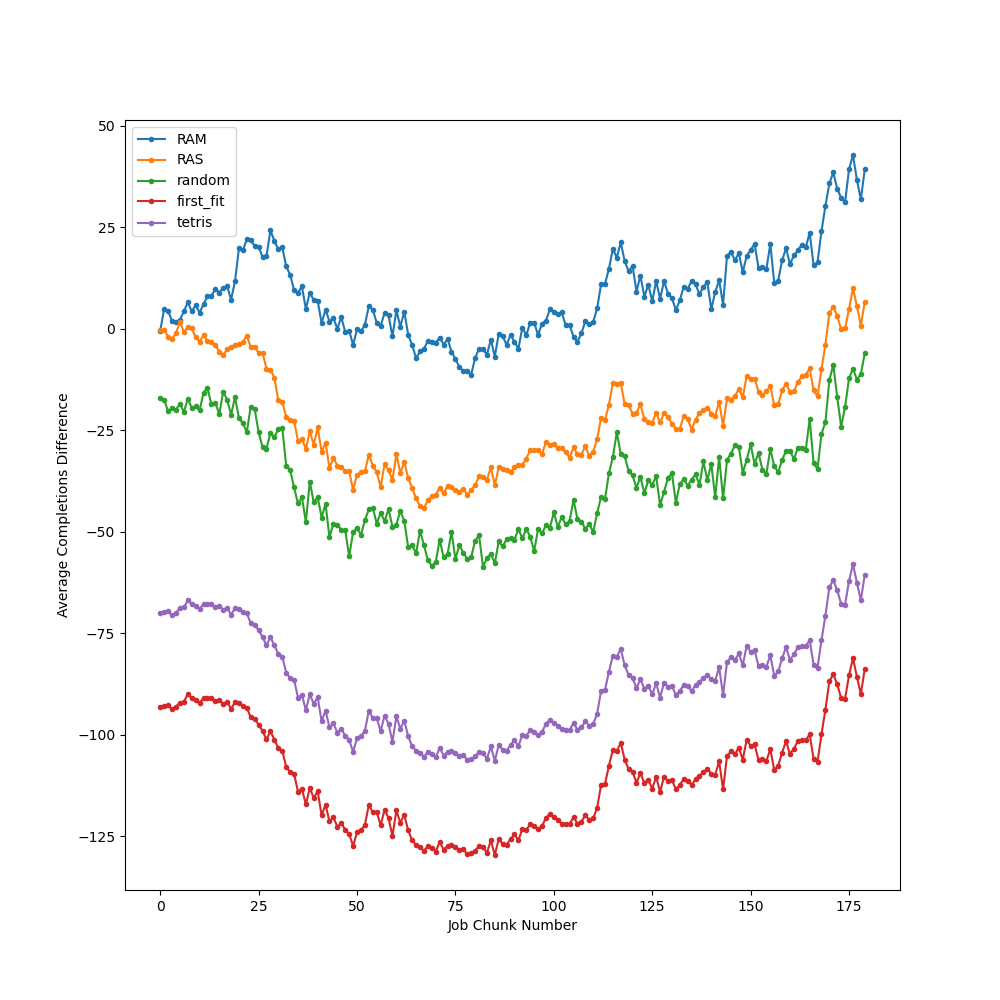 RAM
RAS
random
first_fit
tetris
50
25
0
−25
−50
−75
−100
−125
Average Completions Difference
0 25 50 75 100 125 150 175
Job Chunk Number